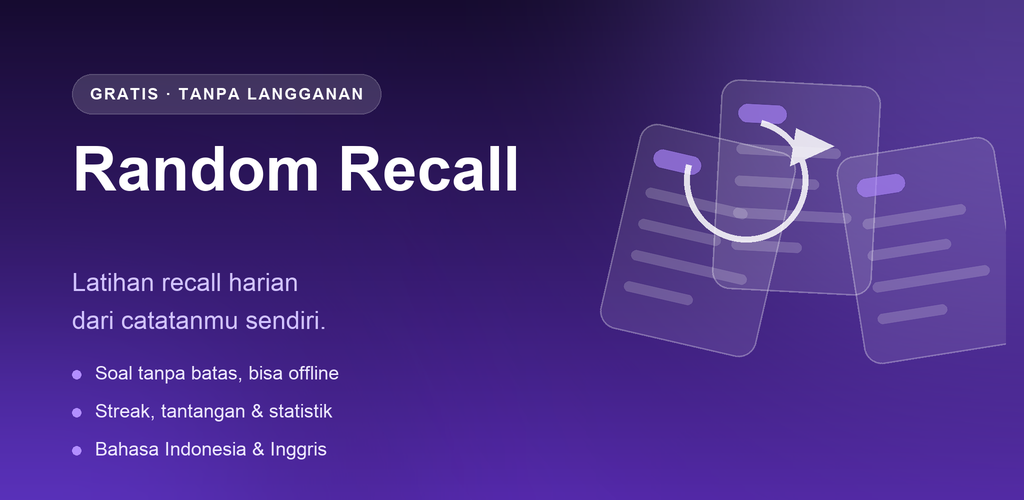 GRATIS · TANPA LANGGANAN
Random Recall
Latihan recall harian
dari catatanmu sendiri.
Soal tanpa batas, bisa offline
Streak, tantangan & statistik
Bahasa Indonesia & Inggris